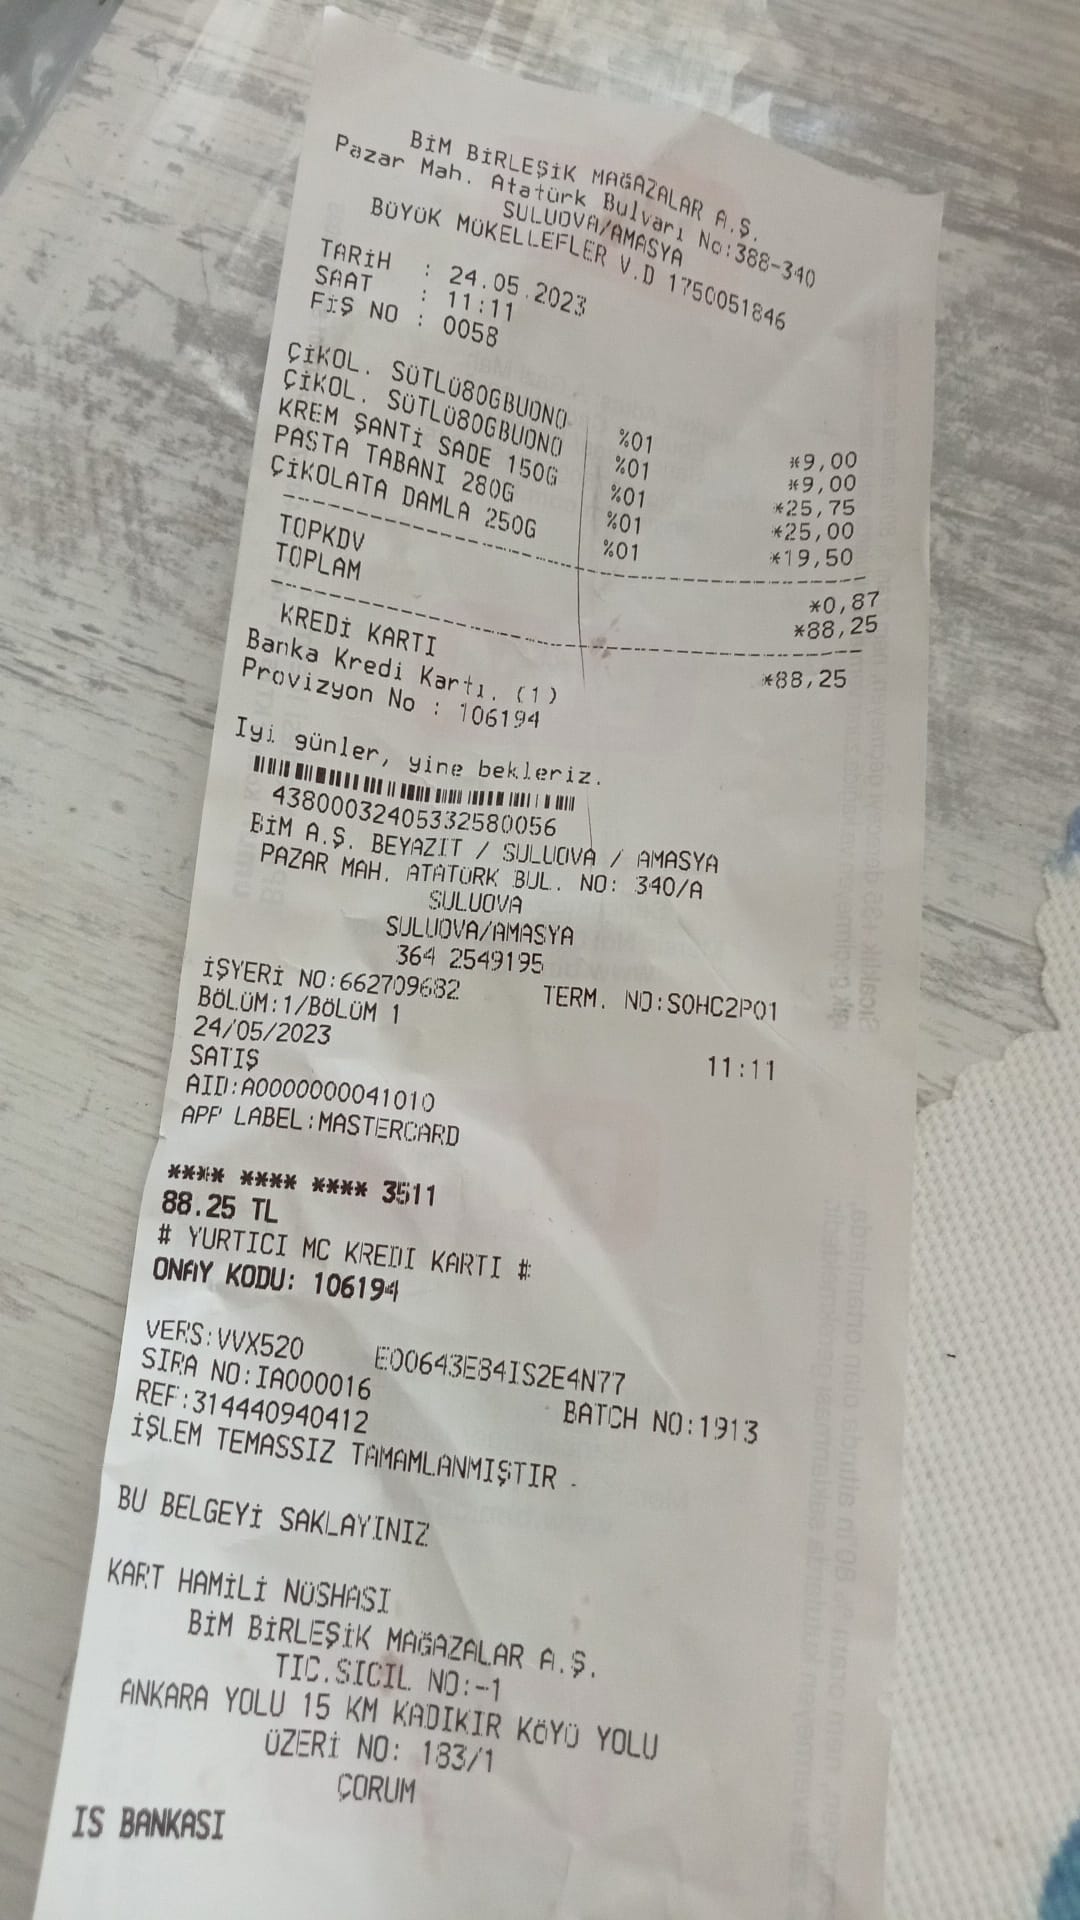 BİM BİRLEŞİK MAĞAZALAR A.Ş.
Pazar Mah. Atatürk Bulvarı No:388-340
SULUOVA/AMASYA
BÜYÜK MÜKELLEFLER V.D 1750051846
TARİH : 24.05.2023
SAAT : 11:11
FİŞ NO : 0058
ÇİKOL. SÜTLÜ80GBUONO %01 *9,00
ÇİKOL. SÜTLÜ80GBUONO %01 *9,00
KREM ŞANTİ SADE 150G %01 *25,75
PASTA TABANI 280G %01 *25,00
ÇİKOLATA DAMLA 250G %01 *19,50
TOPKDV *0,87
TOPLAM *88,25
KREDİ KARTI *88,25
Banka Kredi Kartı. (1)
Provizyon No : 106194
Iyi günler, yine bekleriz.
43800032405332580056
BİM A.Ş. BEYAZIT / SULUOVA / AMASYA
PAZAR MAH. ATATÜRK BUL. NO: 340/A
SULUOVA
SULUOVA/AMASYA
364 2549195
İŞYERİ NO:662709682 TERM. NO:SOHC2P01
BÖLÜM:1/BÖLÜM 1
24/05/2023 11:11
SATIŞ
AID:A0000000041010
APP LABEL:MASTERCARD
**** **** **** 3511
88.25 TL
# YURTICI MC KREDI KARTI #
ONAY KODU: 106194
VERS:VVX520 E00643E84IS2E4N77
SIRA NO:IA000016 BATCH NO:1913
REF:314440940412
İŞLEM TEMASSIZ TAMAMLANMIŞTIR.
BU BELGEYİ SAKLAYINIZ
KART HAMİLİ NÜSHASI
BİM BİRLEŞİK MAĞAZALAR A.Ş.
TIC.SICIL NO:-1
ANKARA YOLU 15 KM KADIKIR KÖYÜ YOLU
ÜZERİ NO: 183/1
ÇORUM
IS BANKASI